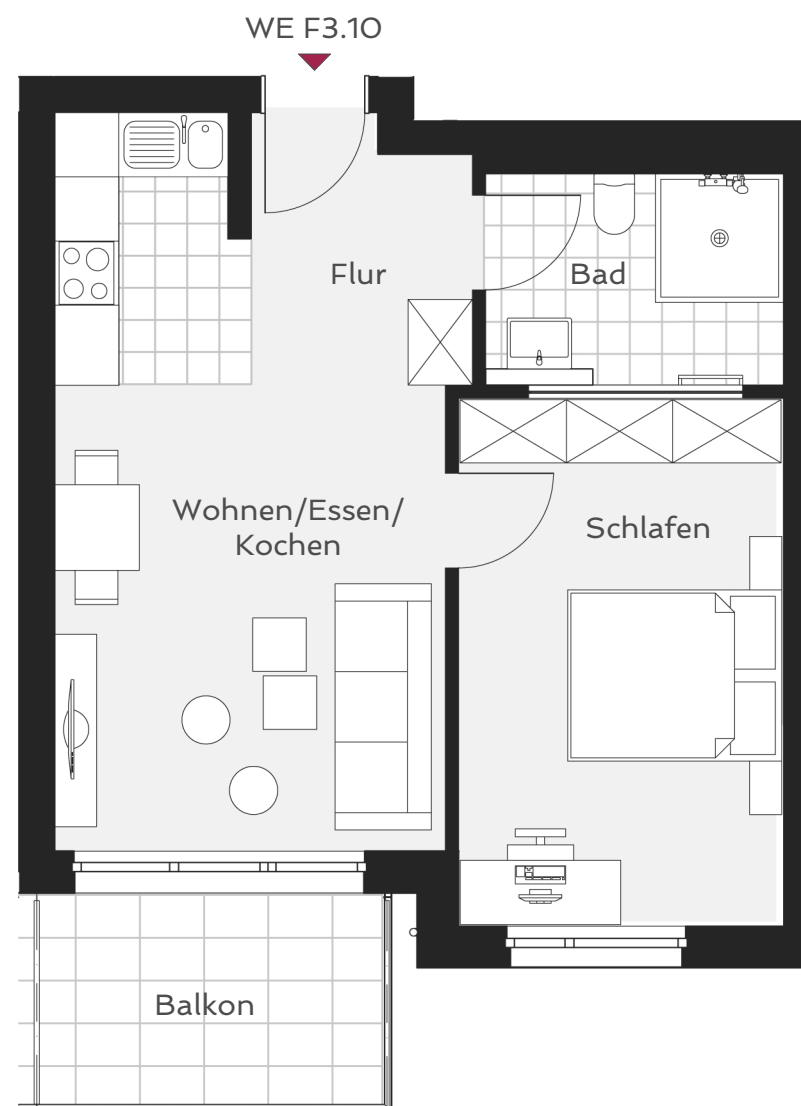 WE F3.10
Flur
Bad
Wohnen/Essen/
Kochen
Schlafen
Balkon